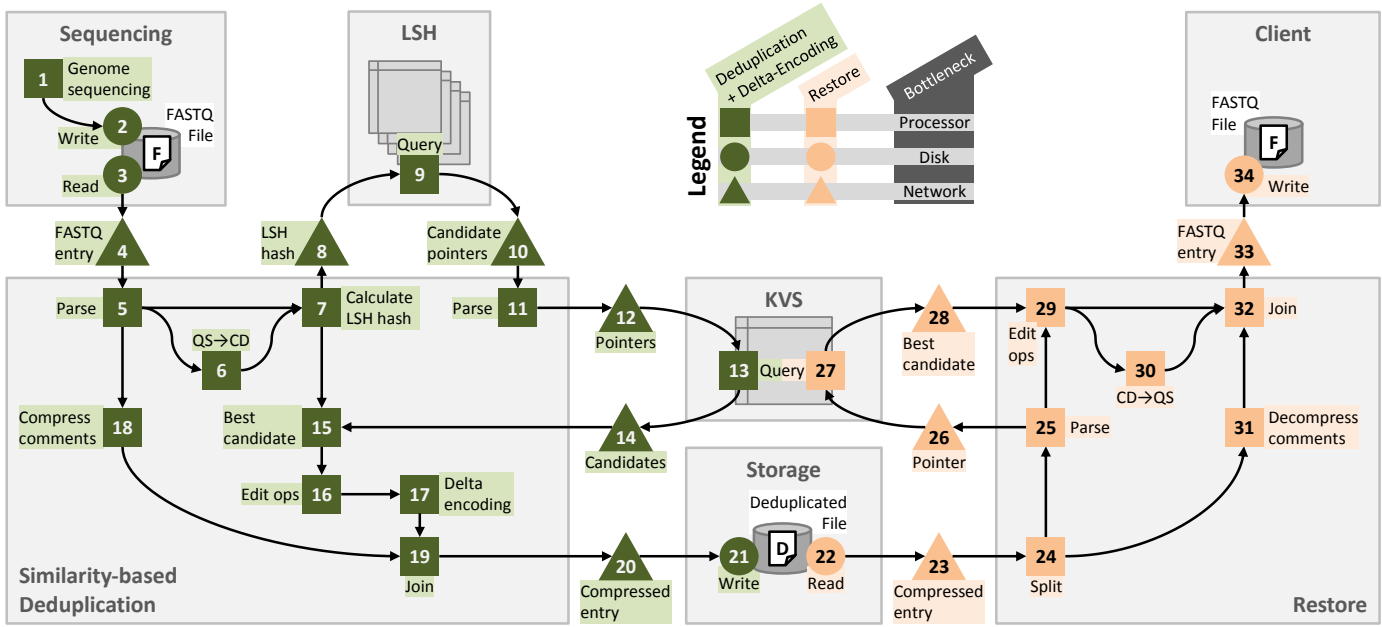 Sequencing
1
Genome
sequencing
2
Write
FASTQ
File
F
3
Read
FASTQ
entry
4
LSH
Query
9
LSH
hash
8
Candidate
pointers
10
Legend
Deduplication
+ Delta-Encoding
Restore
Bottleneck
Processor
Disk
Network
Client
FASTQ
File
F
34
Write
FASTQ
entry
33
Parse
5
QS→CD
6
7
Calculate
LSH hash
Parse
11
12
Pointers
Compress
comments
18
Best
candidate
15
14
Candidates
Edit ops
16
17
Delta
encoding
19
Join
Similarity-based
Deduplication
20
Compressed
entry
KVS
13
Query
27
28
Best
candidate
26
Pointer
Storage
Deduplicated
File
D
21
Write
22
Read
23
Compressed
entry
29
Edit
ops
30
CD→QS
32
Join
25
Parse
31
Decompress
comments
24
Split
Restore